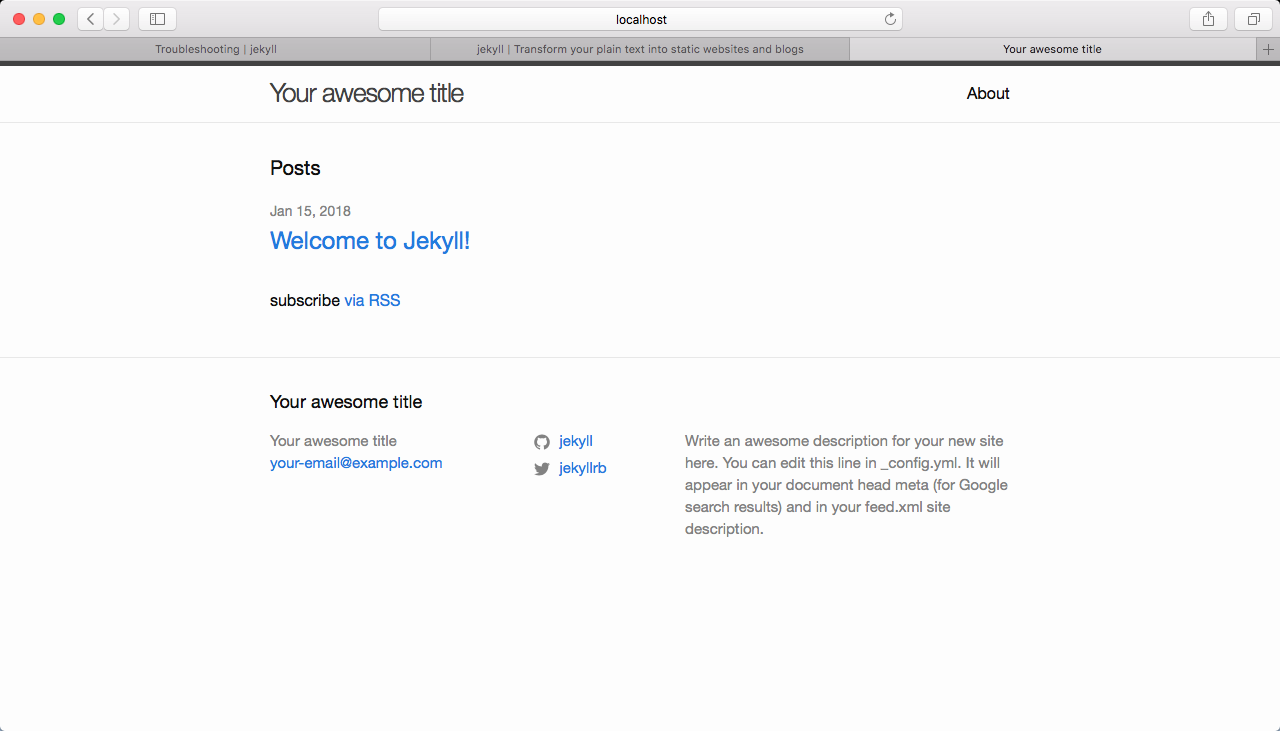 localhost
Troubleshooting | jekyll
jekyll | Transform your plain text into static websites and blogs
Your awesome title
Your awesome title
About
Posts
Jan 15, 2018
Welcome to Jekyll!
subscribe via RSS
Your awesome title
Your awesome title
your-email@example.com
jekyll
jekyllrb
Write an awesome description for your new site
here. You can edit this line in _config.yml. It will
appear in your document head meta (for Google
search results) and in your feed.xml site
description.